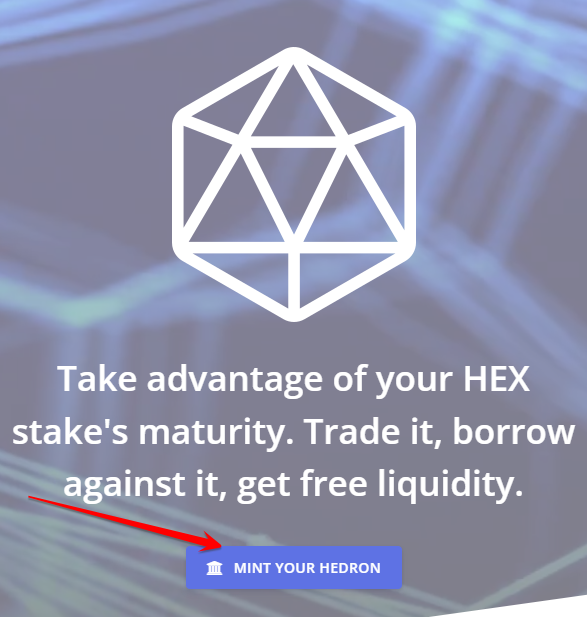 Take advantage of your HEX
stake's maturity. Trade it, borrow
against it, get free liquidity.
MINT YOUR HEDRON